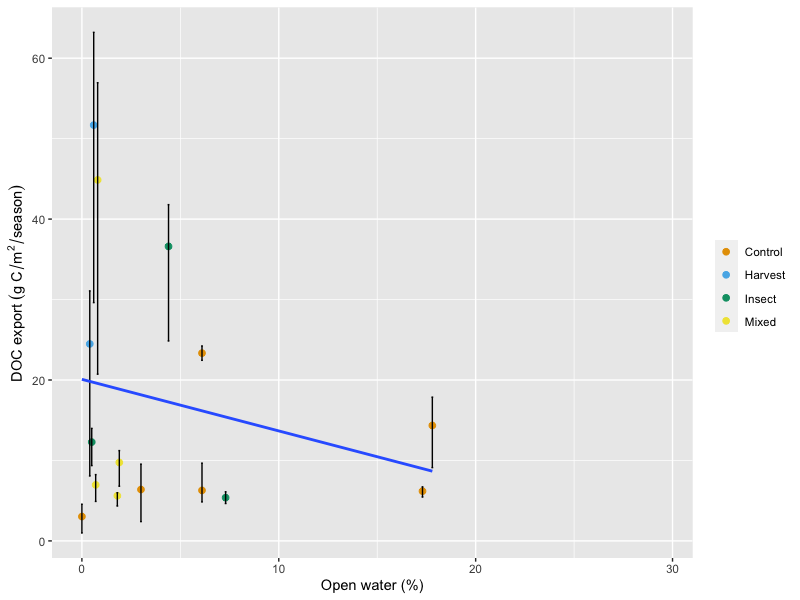 DOC export (g C/m²/season)
60
40
20
0
0 10 20 30
Open water (%)
Control
Harvest
Insect
Mixed